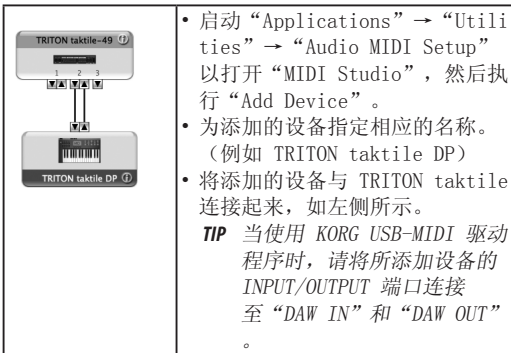 TRITON taktile-49
1 2 3
TRITON taktile DP
• 启动“Applications”→“Utili
ties”→“Audio MIDI Setup”
以打开“MIDI Studio”，然后执
行“Add Device”。
• 为添加的设备指定相应的名称。
（例如 TRITON taktile DP）
• 将添加的设备与 TRITON taktile
连接起来，如左侧所示。
TIP 当使用 KORG USB-MIDI 驱动
程序时，请将所添加设备的
INPUT/OUTPUT 端口连接
至“DAW IN”和“DAW OUT”
。